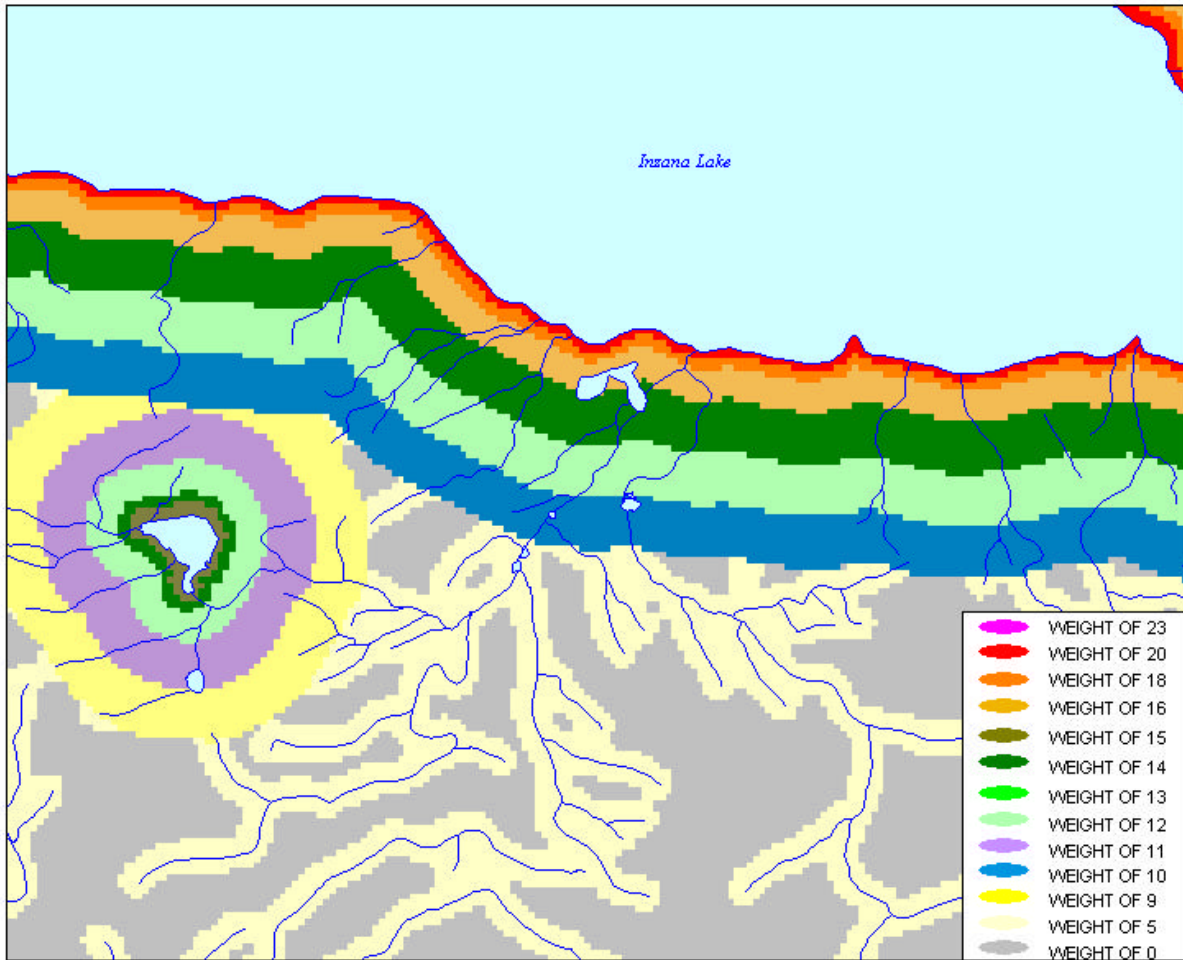 Inzana Lake
WEIGHT OF 23
WEIGHT OF 20
WEIGHT OF 18
WEIGHT OF 16
WEIGHT OF 15
WEIGHT OF 14
WEIGHT OF 13
WEIGHT OF 12
WEIGHT OF 11
WEIGHT OF 10
WEIGHT OF 9
WEIGHT OF 5
WEIGHT OF 0